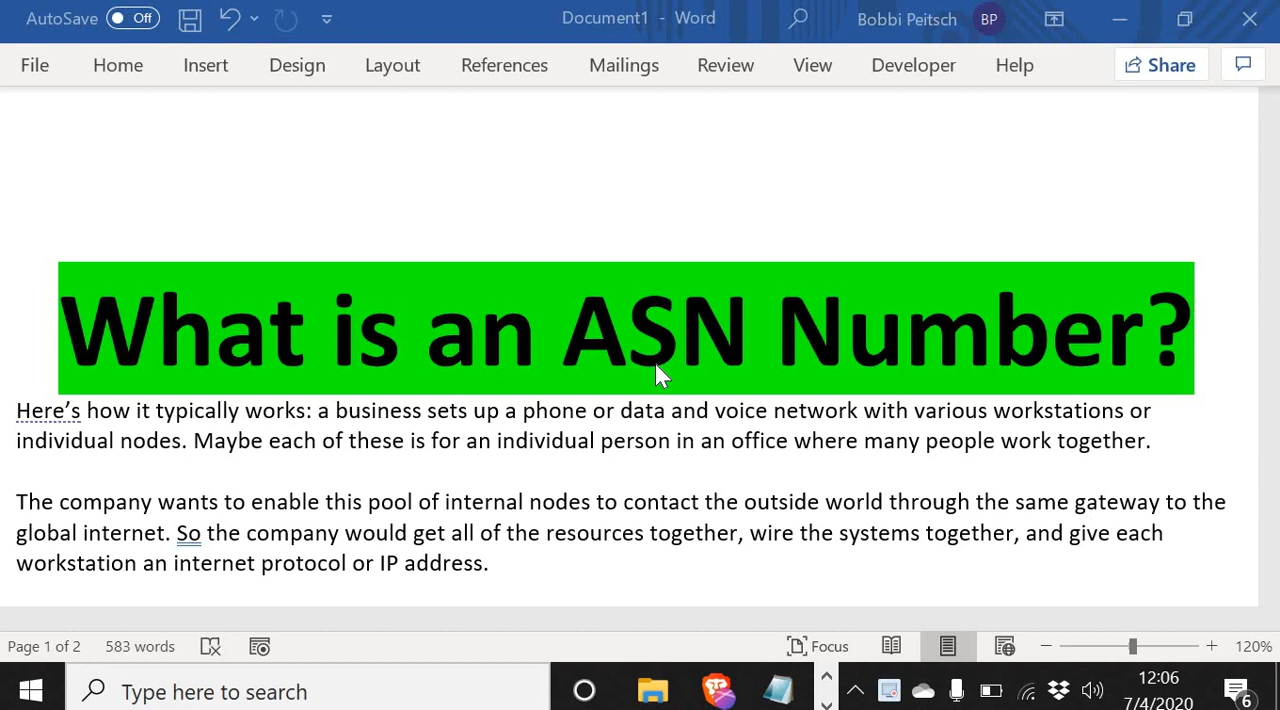 AutoSave Off Document1 - Word Bobbi Peitsch BP
File Home Insert Design Layout References Mailings Review View Developer Help Share
What is an ASN Number?
Here's how it typically works: a business sets up a phone or data and voice network with various workstations or
individual nodes. Maybe each of these is for an individual person in an office where many people work together.
The company wants to enable this pool of internal nodes to contact the outside world through the same gateway to the
global internet. So the company would get all of the resources together, wire the systems together, and give each
workstation an internet protocol or IP address.
Page 1 of 2 583 words Focus 120%
Type here to search 12:06
7/4/2020 6